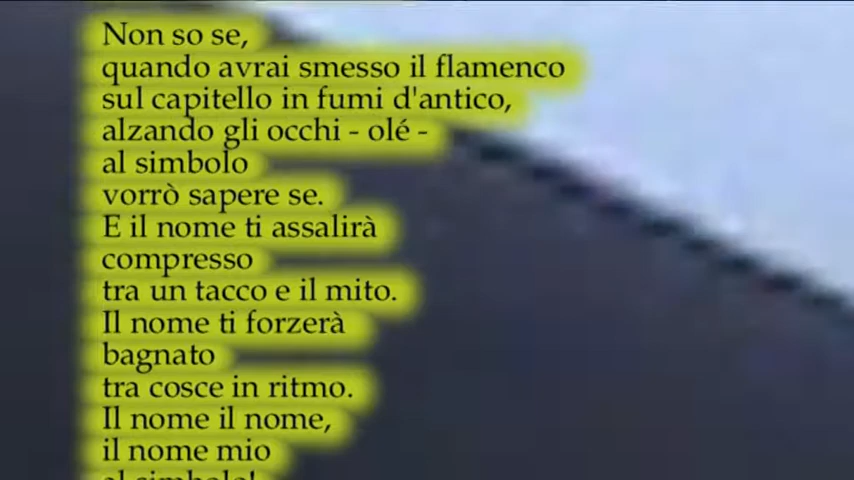 Non so se,
quando avrai smesso il flamenco
sul capitello in fumi d'antico,
alzando gli occhi - olé -
al simbolo
vorrò sapere se.
E il nome ti assalirà
compresso
tra un tacco e il mito.
Il nome ti forzerà
bagnato
tra cosce in ritmo.
Il nome il nome,
il nome mio
al simbolo!